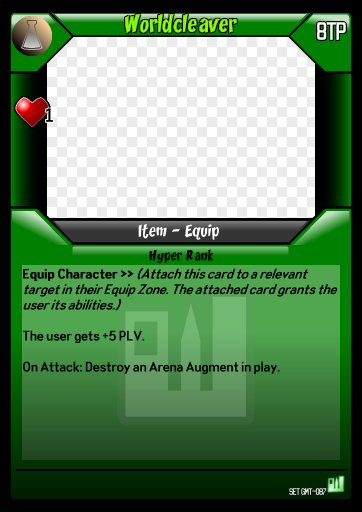 Worldcleaver
8TP
1
Item - Equip
Hyper Rank
Equip Character >> (Attach this card to a relevant
target in their Equip Zone. The attached card grants the
user its abilities.)
The user gets +5 PLV.
On Attack: Destroy an Arena Augment in play.
SET GMT-087